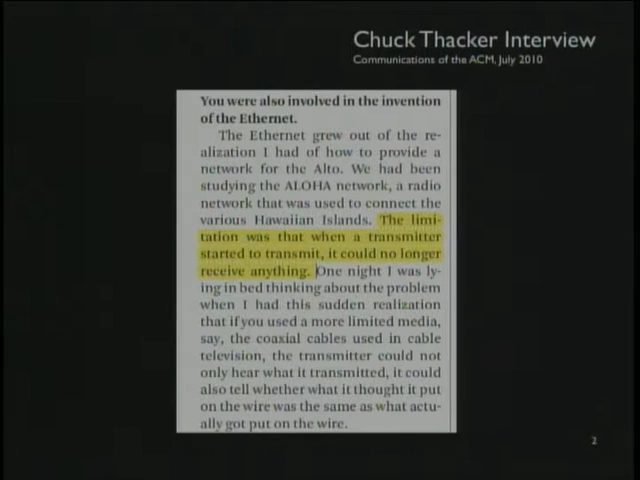 Chuck Thacker Interview
Communications of the ACM, July 2010
You were also involved in the invention
of the Ethernet.
The Ethernet grew out of the re-
alization I had of how to provide a
network for the Alto. We had been
studying the ALOHA network, a radio
network that was used to connect the
various Hawaiian Islands. The limi-
tation was that when a transmitter
started to transmit, it could no longer
receive anything. One night I was ly-
ing in bed thinking about the problem
when I had this sudden realization
that if you used a more limited media,
say, the coaxial cables used in cable
television, the transmitter could not
only hear what it transmitted, it could
also tell whether what it thought it put
on the wire was the same as what actu-
ally got put on the wire.
2